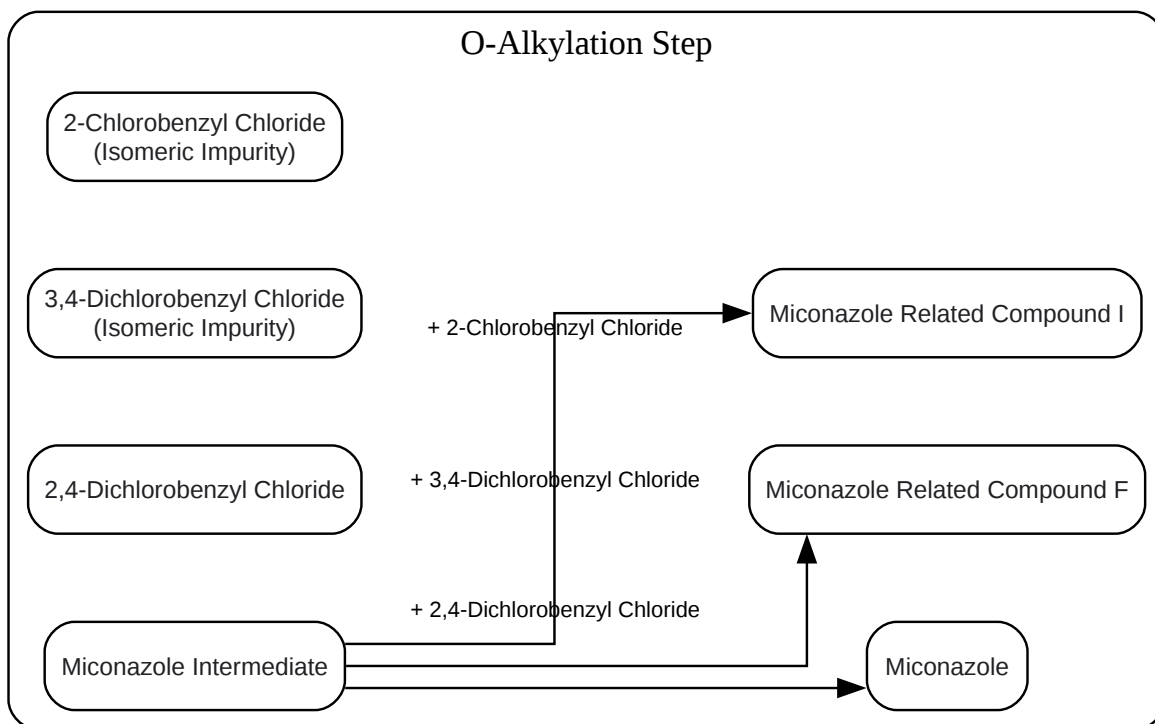 O-Alkylation Step
2-Chlorobenzyl Chloride
(Isomeric Impurity)
3,4-Dichlorobenzyl Chloride
(Isomeric Impurity)
+ 2-Chlorobenzyl Chloride
Miconazole Related Compound I
2,4-Dichlorobenzyl Chloride
+ 3,4-Dichlorobenzyl Chloride
Miconazole Related Compound F
+ 2,4-Dichlorobenzyl Chloride
Miconazole Intermediate
Miconazole